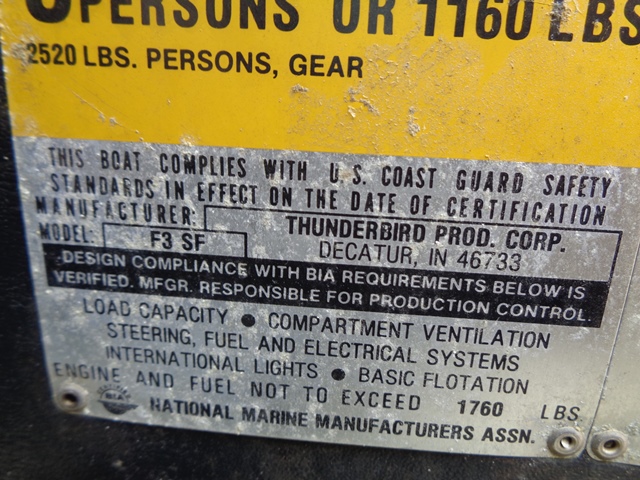 PERSONS OR 1160 LBS
2520 LBS. PERSONS, GEAR
THIS BOAT COMPLIES WITH U.S. COAST GUARD SAFETY
STANDARDS IN EFFECT ON THE DATE OF CERTIFICATION
MANUFACTURER: THUNDERBIRD PROD. CORP.
MODEL: F3 SF DECATUR, IN 46733
DESIGN COMPLIANCE WITH BIA REQUIREMENTS BELOW IS
VERIFIED. MFGR. RESPONSIBLE FOR PRODUCTION CONTROL.
LOAD CAPACITY • COMPARTMENT VENTILATION
STEERING, FUEL AND ELECTRICAL SYSTEMS
INTERNATIONAL LIGHTS • BASIC FLOTATION
ENGINE AND FUEL NOT TO EXCEED 1760 LBS
BIA NATIONAL MARINE MANUFACTURERS ASSN.